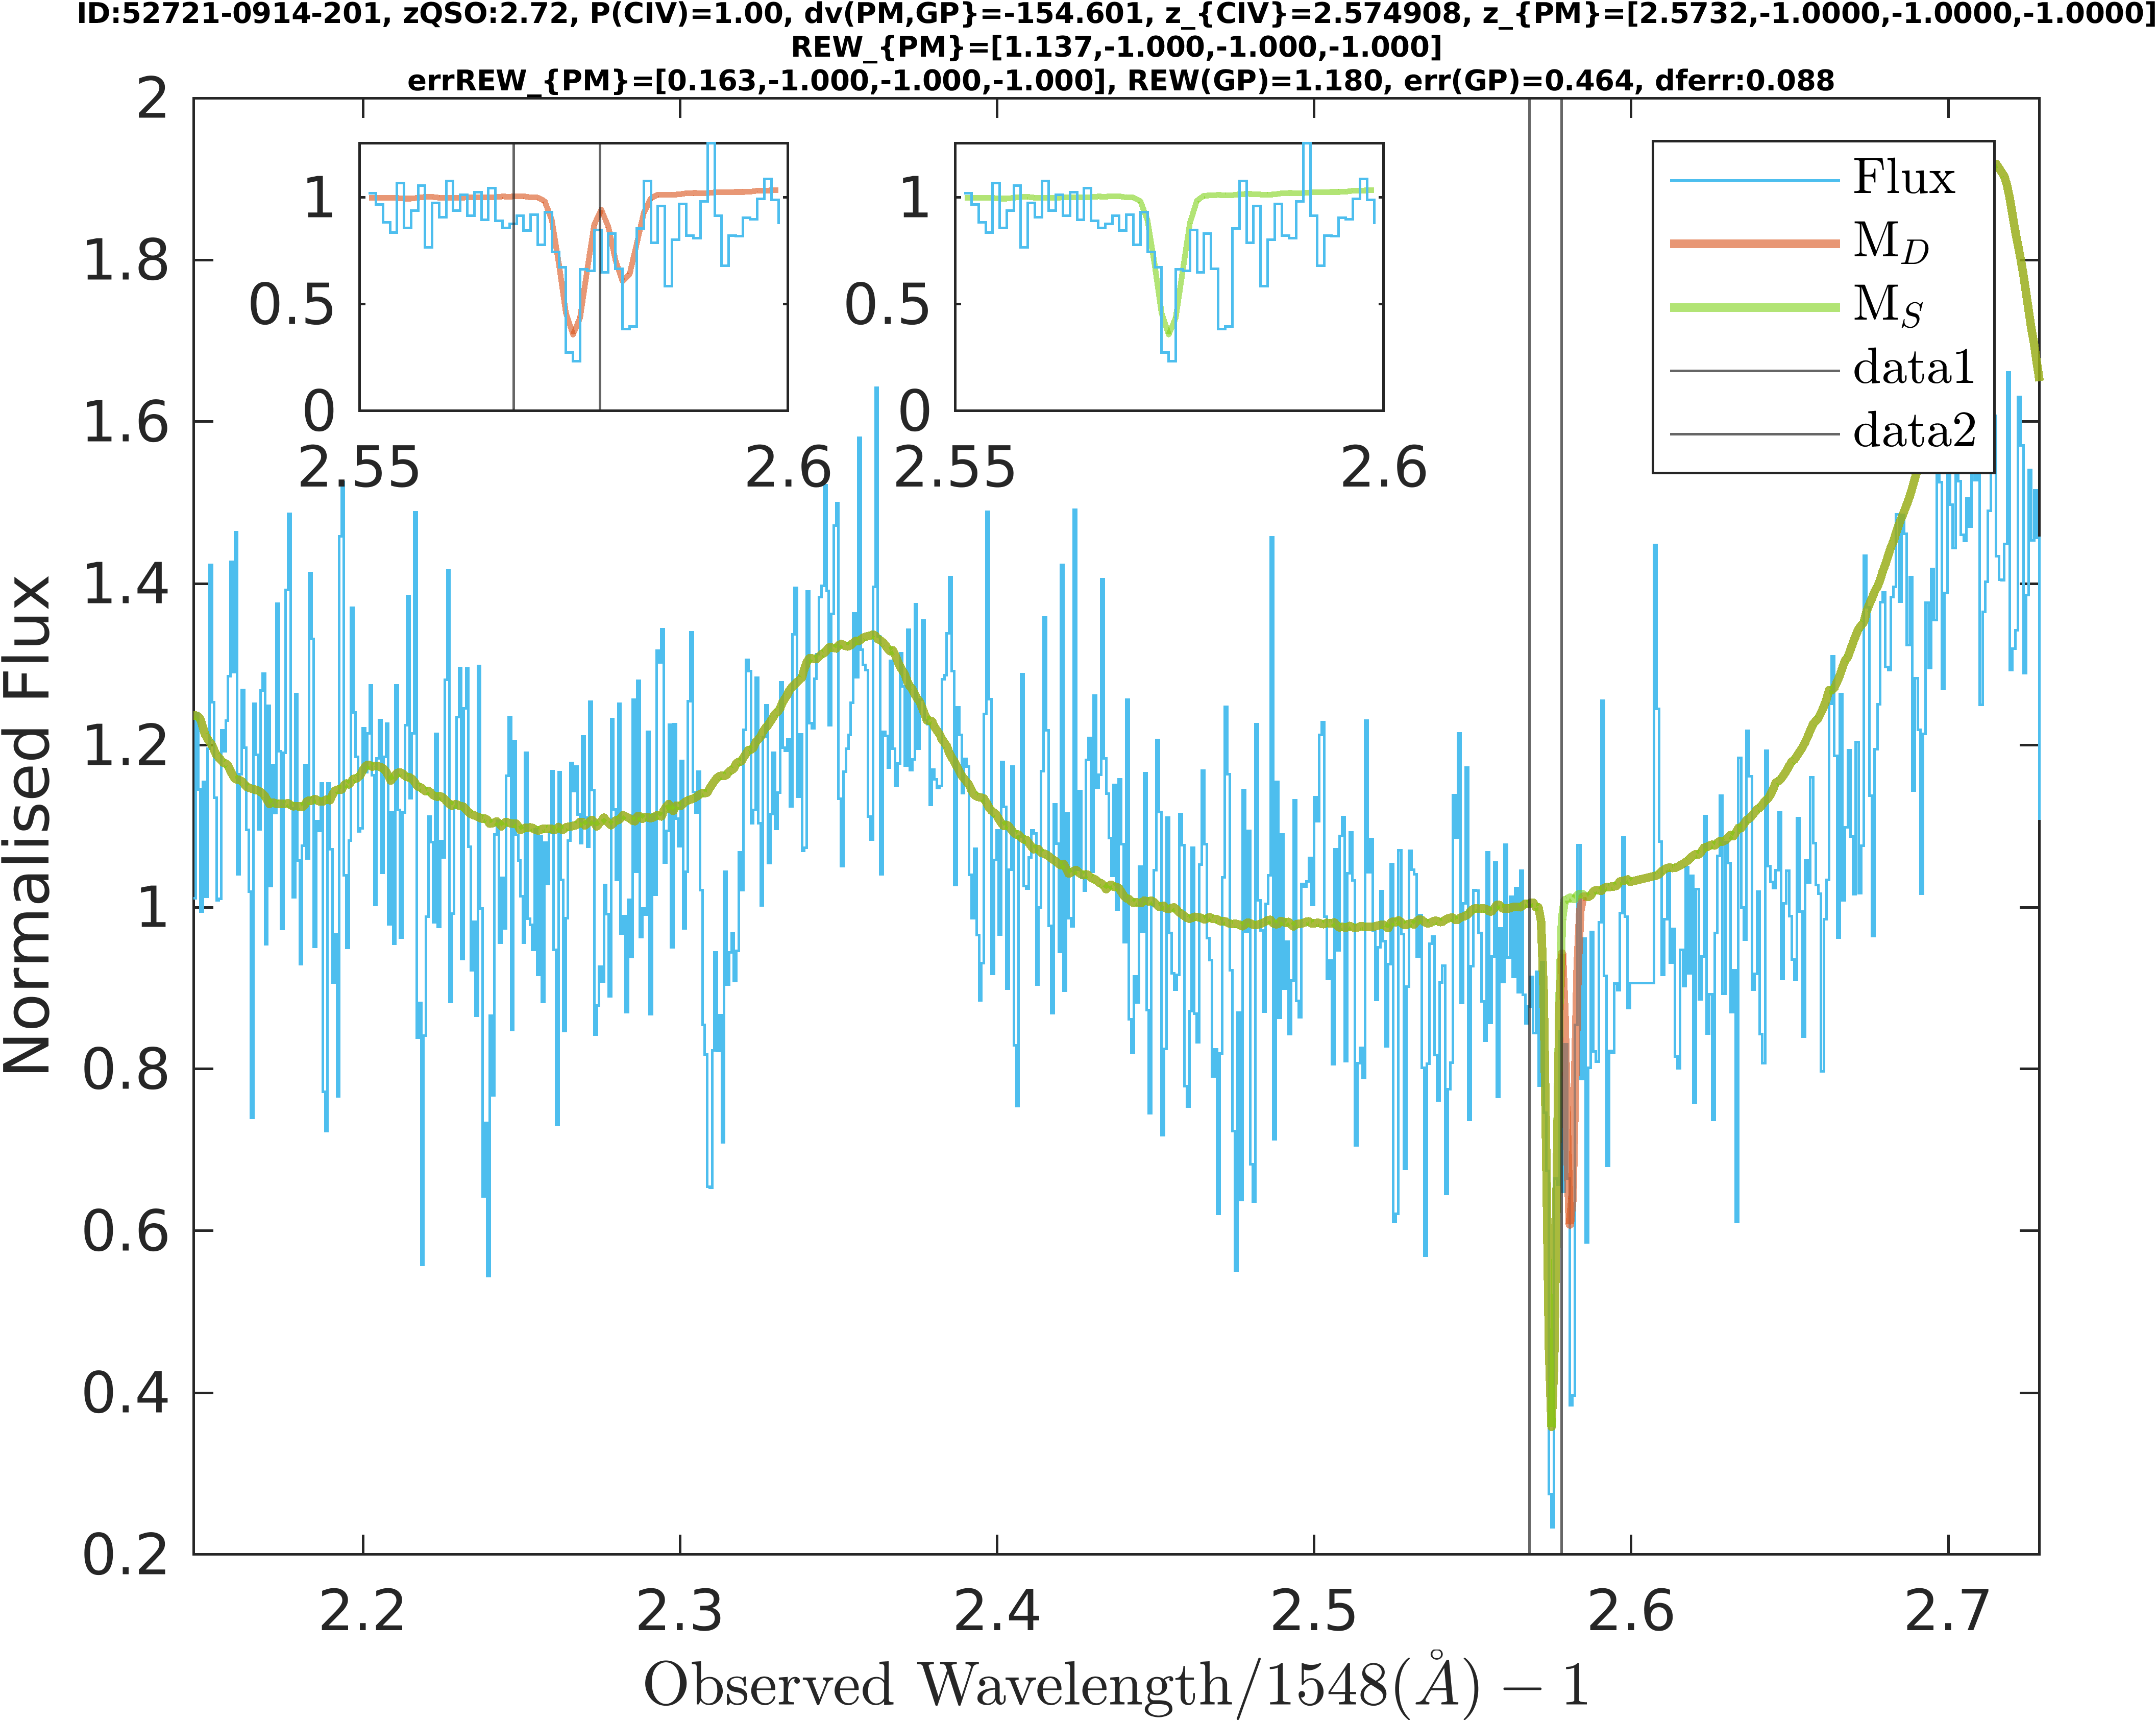 ID:52721-0914-201, zQSO:2.72, P(CIV)=1.00, dv(PM,GP}=-154.601, z_{CIV}=2.574908, z_{PM}=[2.5732,-1.0000,-1.0000,-1.0000]
REW_{PM}=[1.137,-1.000,-1.000,-1.000]
errREW_{PM}=[0.163,-1.000,-1.000,-1.000], REW(GP)=1.180, err(GP)=0.464, dferr:0.088
2
1.8
1.6
1.4
1.2
1
0.8
0.6
0.4
0.2
Normalised Flux
1
0.5
0
2.55
2.6
1
0.5
0
2.55
2.6
Flux
M_D
M_S
data1
data2
2.2
2.3
2.4
2.5
2.6
2.7
Observed Wavelength/1548(Å) − 1